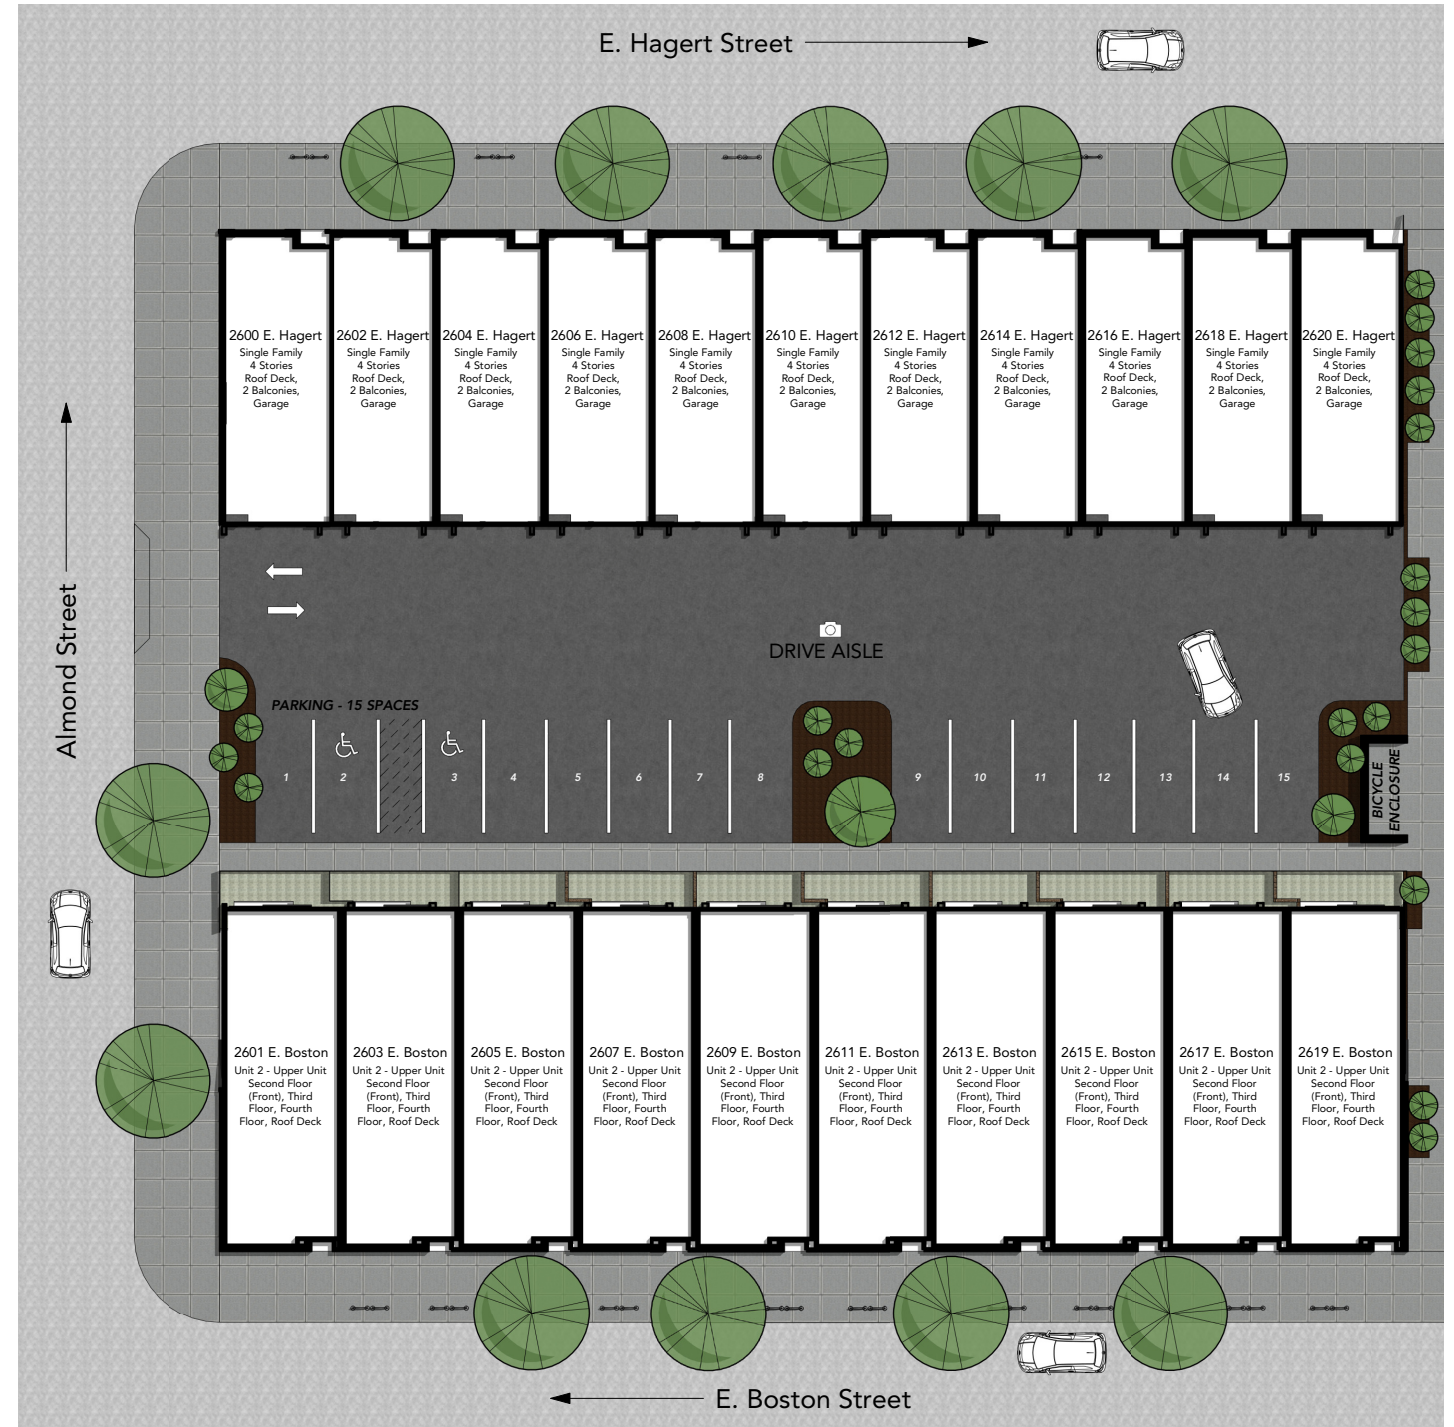 E. Hagert Street
2600 E. Hagert
Single Family
4 Stories
Roof Deck,
2 Balconies,
Garage
2602 E. Hagert
Single Family
4 Stories
Roof Deck,
2 Balconies,
Garage
2604 E. Hagert
Single Family
4 Stories
Roof Deck,
2 Balconies,
Garage
2606 E. Hagert
Single Family
4 Stories
Roof Deck,
2 Balconies,
Garage
2608 E. Hagert
Single Family
4 Stories
Roof Deck,
2 Balconies,
Garage
2610 E. Hagert
Single Family
4 Stories
Roof Deck,
2 Balconies,
Garage
2612 E. Hagert
Single Family
4 Stories
Roof Deck,
2 Balconies,
Garage
2614 E. Hagert
Single Family
4 Stories
Roof Deck,
2 Balconies,
Garage
2616 E. Hagert
Single Family
4 Stories
Roof Deck,
2 Balconies,
Garage
2618 E. Hagert
Single Family
4 Stories
Roof Deck,
2 Balconies,
Garage
2620 E. Hagert
Single Family
4 Stories
Roof Deck,
2 Balconies,
Garage
Almond Street
DRIVE AISLE
PARKING - 15 SPACES
1
2
3
4
5
6
7
8
9
10
11
12
13
14
15
BICYCLE
ENCLOSURE
2601 E. Boston
Unit 2 - Upper Unit
Second Floor
(Front), Third
Floor, Fourth
Floor, Roof Deck
2603 E. Boston
Unit 2 - Upper Unit
Second Floor
(Front), Third
Floor, Fourth
Floor, Roof Deck
2605 E. Boston
Unit 2 - Upper Unit
Second Floor
(Front), Third
Floor, Fourth
Floor, Roof Deck
2607 E. Boston
Unit 2 - Upper Unit
Second Floor
(Front), Third
Floor, Fourth
Floor, Roof Deck
2609 E. Boston
Unit 2 - Upper Unit
Second Floor
(Front), Third
Floor, Fourth
Floor, Roof Deck
2611 E. Boston
Unit 2 - Upper Unit
Second Floor
(Front), Third
Floor, Fourth
Floor, Roof Deck
2613 E. Boston
Unit 2 - Upper Unit
Second Floor
(Front), Third
Floor, Fourth
Floor, Roof Deck
2615 E. Boston
Unit 2 - Upper Unit
Second Floor
(Front), Third
Floor, Fourth
Floor, Roof Deck
2617 E. Boston
Unit 2 - Upper Unit
Second Floor
(Front), Third
Floor, Fourth
Floor, Roof Deck
2619 E. Boston
Unit 2 - Upper Unit
Second Floor
(Front), Third
Floor, Fourth
Floor, Roof Deck
E. Boston Street